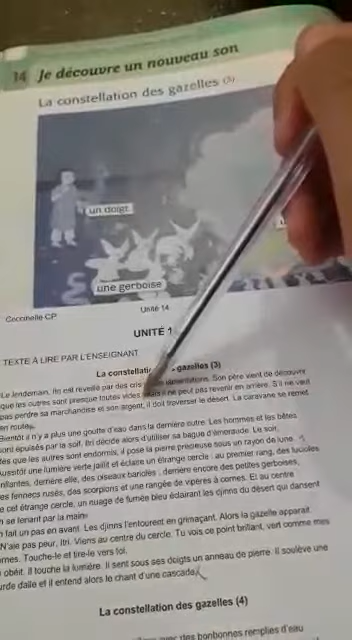 14 Je découvre un nouveau son
La constellation des gazelles (3)
un doigt
une gerboise
Coccinelle CP
Unité 14
UNITÉ 1
TEXTE À LIRE PAR L'ENSEIGNANT
La constellation gazelles (3)
Le lendemain, Itri est réveillé par des cris lamentations. Son père vient de découvrir
que les outres sont presque toutes vides. Mais il ne peut pas revenir en arrière. S'il ne veut
pas perdre sa marchandise et son argent, il doit traverser le désert. La caravane se remet
en route.
Bientôt il n'y a plus une goutte d'eau dans la dernière outre. Les hommes et les bêtes
sont épuisés par la soif. Itri décide alors d'utiliser sa bague d'émeraude. Le soir,
dès que les autres sont endormis, il pose la pierre précieuse sous un rayon de lune.
Aussitôt une lumière verte jaillit et éclaire un étrange cercle : au premier rang, des lucioles
brillantes, derrière elle, des oiseaux bariolés ; derrière encore des petites gerboises,
des fennecs rusés, des scorpions et une rangée de vipères à cornes. Et au centre
de cet étrange cercle, un nuage de fumée bleu éclairant les djinns du désert qui dansent
en se tenant par la main.
fait un pas en avant. Les djinns l'entourent en grimaçant. Alors la gazelle apparaît.
N'aie pas peur, Itri. Viens au centre du cercle. Tu vois ce point brillant, vert comme mes
Touche-le et tire-le vers toi.
obéit. Il touche la lumière. Il sent sous ses doigts un anneau de pierre. Il soulève une
dalle et il entend alors le chant d'une cascade.
La constellation des gazelles (4)
avec des bonbonnes remplies d'eau